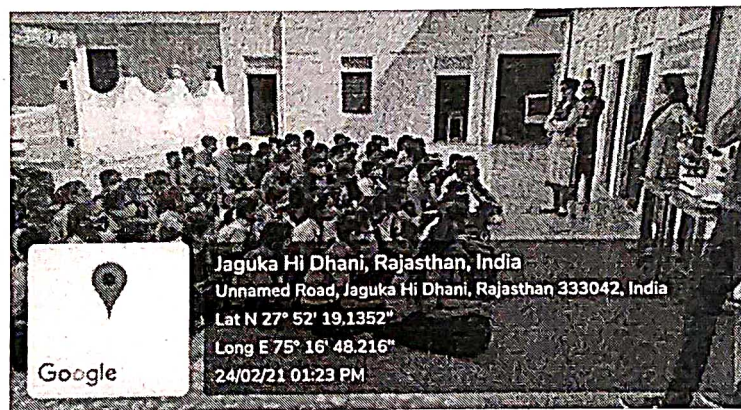 Jaguka Hi Dhani, Rajasthan, India
Unnamed Road, Jaguka Hi Dhani, Rajasthan 333042, India
Lat N 27° 52' 19.1352"
Long E 75° 16' 48.216"
24/02/21 01:23 PM
Google